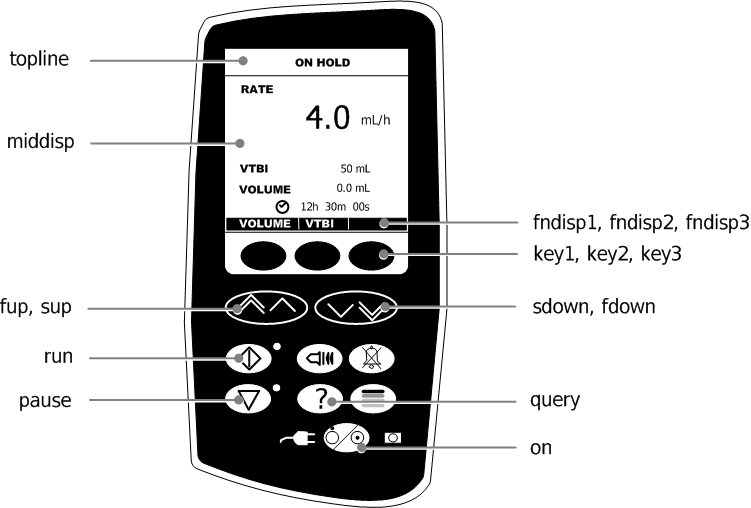 topline
ON HOLD
RATE
4.0 mL/h
middisp
VTBI 50 mL
VOLUME 0.0 mL
12h 30m 00s
VOLUME VTBI
fndisp1, fndisp2, fndisp3
key1, key2, key3
fup, sup
sdown, fdown
run
pause
?
query
on